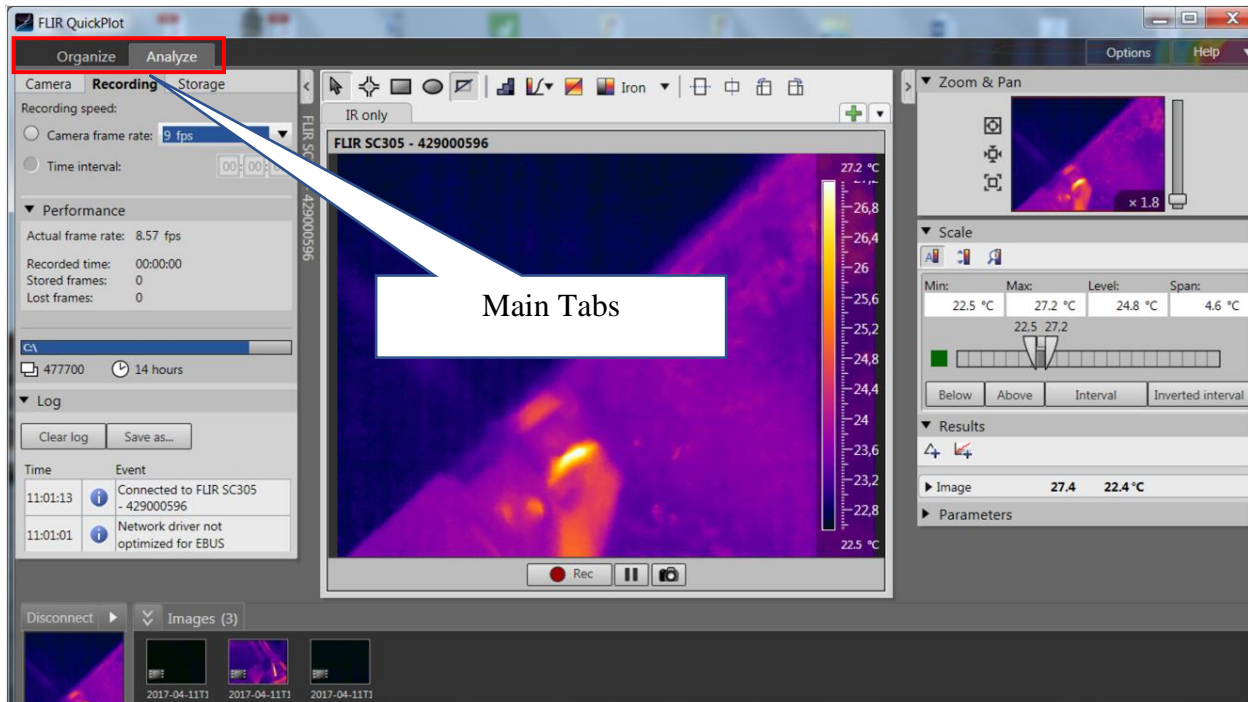 FLIR QuickPlot
Organize Analyze
Options Help
Camera Recording Storage
Recording speed:
Camera frame rate: 9 fps
Time interval: 00: 00:
Performance
Actual frame rate: 8.57 fps
Recorded time: 00:00:00
Stored frames: 0
Lost frames: 0
C:\
477700 14 hours
Log
Clear log Save as...
Time Event
11:01:13 Connected to FLIR SC305
- 429000596
11:01:01 Network driver not
optimized for EBUS
FLIR SC 429000596
Iron
IR only
FLIR SC305 - 429000596
Main Tabs
27.2 °C
26,8
26,4
26
25,6
25,2
24,8
24,4
24
23,6
23,2
22,8
22.5 °C
Rec
Zoom & Pan
× 1.8
Scale
Min: Max: Level: Span:
22.5 °C 27.2 °C 24.8 °C 4.6 °C
22.5 27.2
Below Above Interval Inverted interval
Results
Image 27.4 22.4 °C
Parameters
Disconnect Images (3)
2017-04-11T1 2017-04-11T1 2017-04-11T1